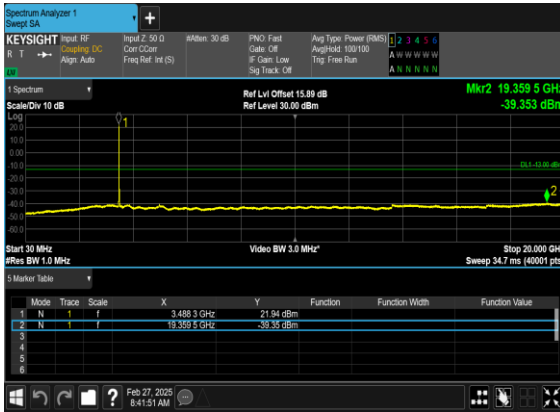 Spectrum Analyzer 1
Swept SA
+
KEYSIGHT Input: RF Input Z: 50 Ω #Atten: 30 dB PNO: Fast Avg Type: Power (RMS) 1 2 3 4 5 6
R T Coupling: DC Corr CCorr Gate: Off Avg|Hold: 100/100 A W W W W W
Align: Auto Freq Ref: Int (S) IF Gain: Low Trig: Free Run
Sig Track: Off A N N N N N
1 Spectrum Ref Lvl Offset 15.89 dB Mkr2 19.359 5 GHz
Scale/Div 10 dB Ref Level 30.00 dBm -39.353 dBm
Log
1
20.0
10.0
0.00
-10.0
DL1 -13.00 dBm
-20.0
-30.0
2
-40.0
-50.0
-60.0
Start 30 MHz Video BW 3.0 MHz* Stop 20.000 GHz
#Res BW 1.0 MHz Sweep 34.7 ms (40001 pts)
5 Marker Table
Mode Trace Scale X Y Function Function Width Function Value
1 N 1 f 3.488 3 GHz 21.94 dBm
2 N 1 f 19.359 5 GHz -39.35 dBm
3
4
5
6
? Feb 27, 2025
8:41:51 AM